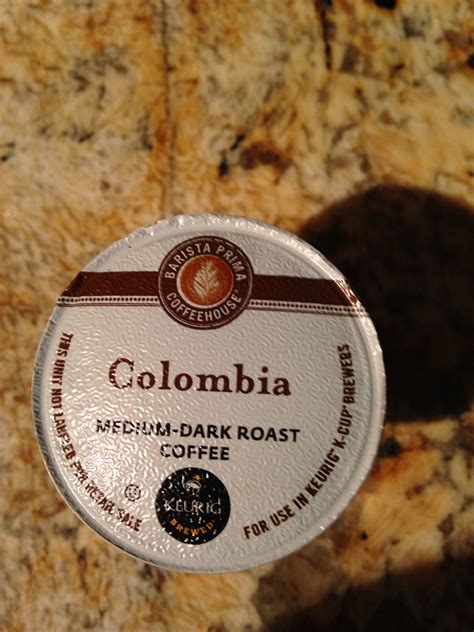 BARISTA PRIMA
COFFEEHOUSE
Colombia
MEDIUM-DARK ROAST
COFFEE
THIS UNIT NOT LABELED FOR RETAIL SALE
KEURIG
BREWED
FOR USE IN KEURIG® K-CUP® BREWERS